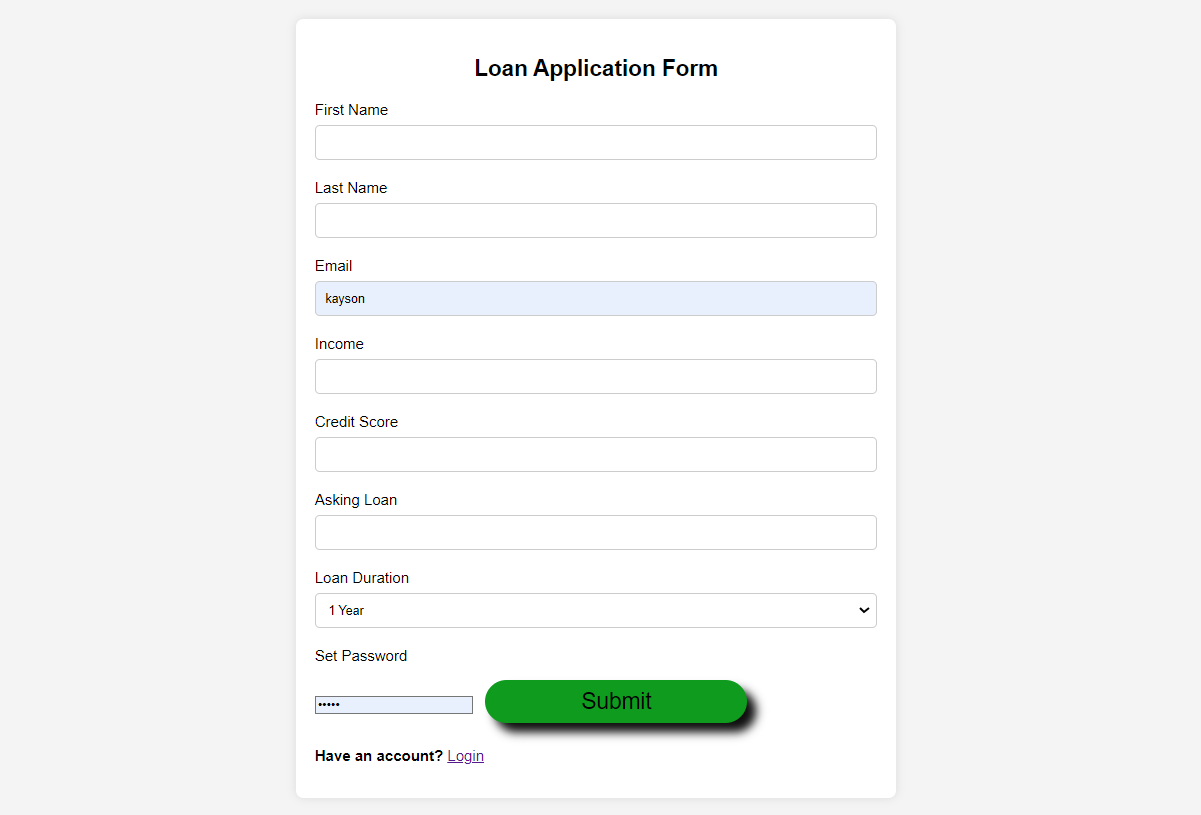 Loan Application Form
First Name
Last Name
Email
kayson
Income
Credit Score
Asking Loan
Loan Duration
1 Year
Set Password
••••• Submit
Have an account? Login